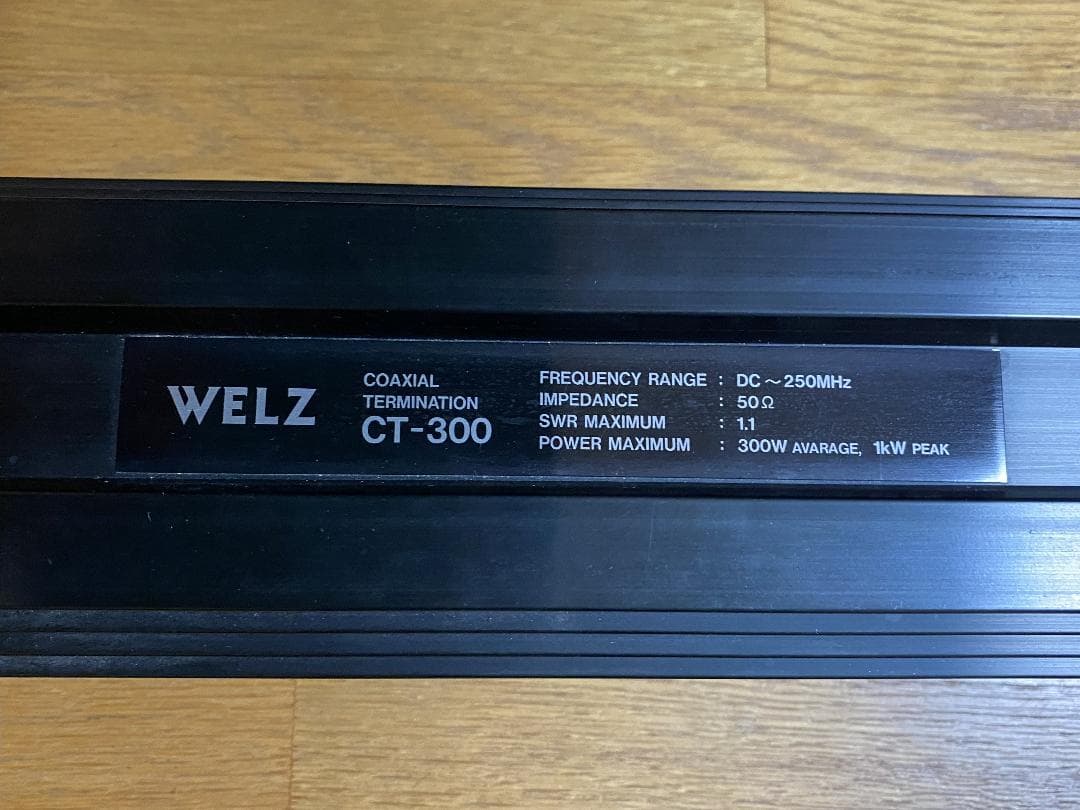 WELZ
COAXIAL
TERMINATION
CT-300
FREQUENCY RANGE : DC~250MHz
IMPEDANCE : 50Ω
SWR MAXIMUM : 1.1
POWER MAXIMUM : 300W AVARAGE, 1kW PEAK